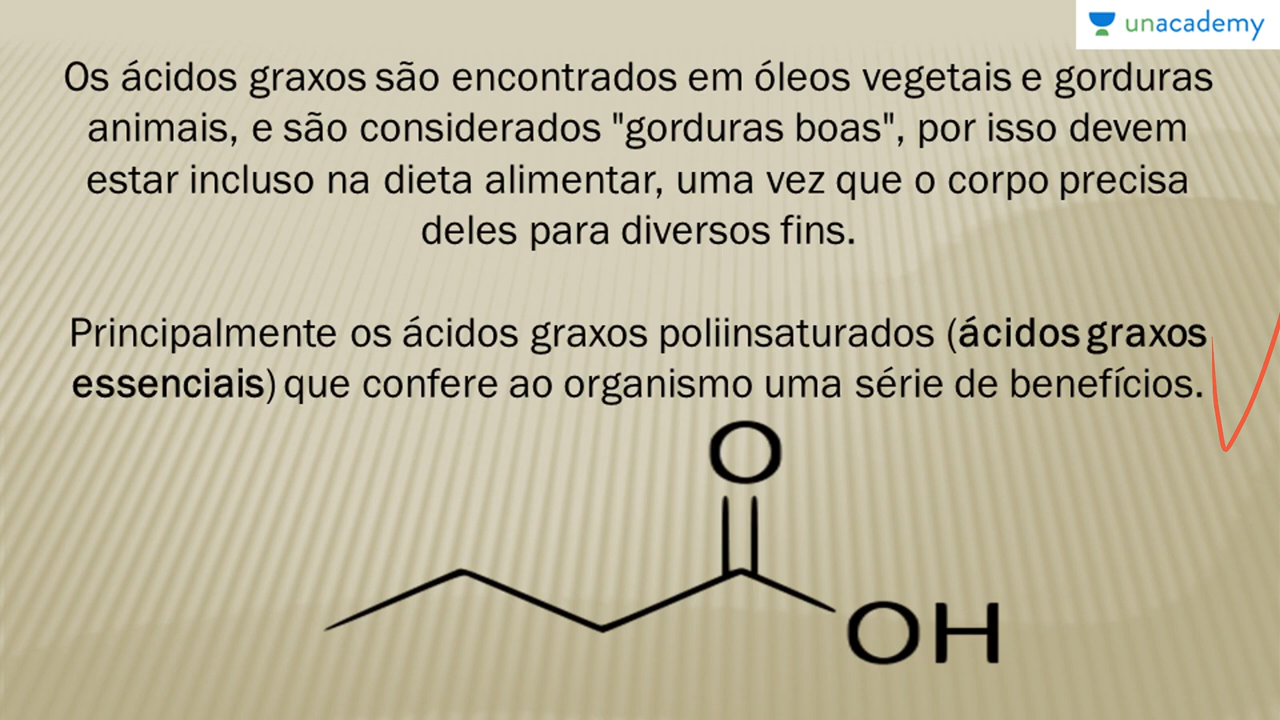 unacademy
Os ácidos graxos são encontrados em óleos vegetais e gorduras
animais, e são considerados "gorduras boas", por isso devem
estar incluso na dieta alimentar, uma vez que o corpo precisa
deles para diversos fins.
Principalmente os ácidos graxos poliinsaturados (ácidos graxos
essenciais) que confere ao organismo uma série de benefícios.
O
OH